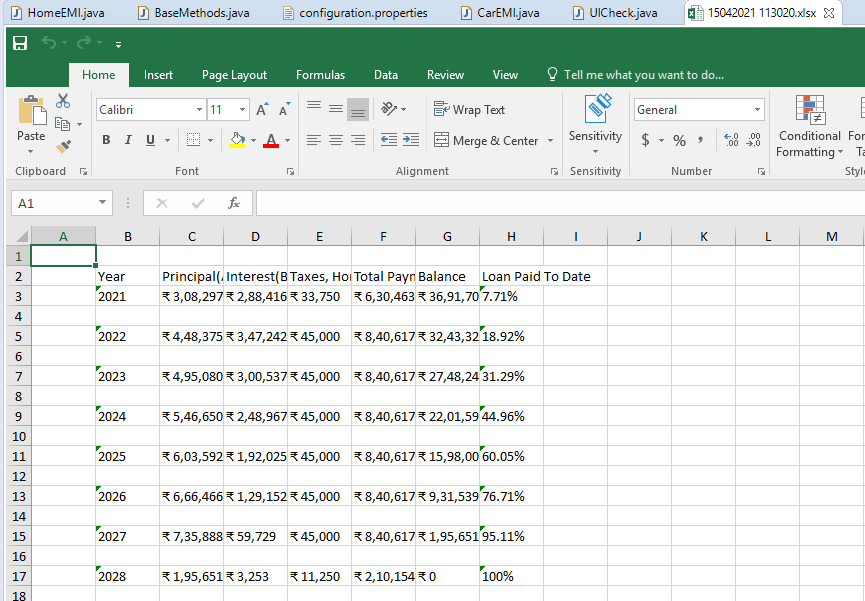 HomeEMI.java BaseMethods.java configuration.properties CarEMI.java UICheck.java 15042021 113020.xlsx
Home Insert Page Layout Formulas Data Review View Tell me what you want to do...
Calibri 11 A A Wrap Text General
Paste B I U A Merge & Center Sensitivity $ % , Conditional For
Formatting Ta
Clipboard Font Alignment Sensitivity Number Styl
A1 fx
A B C D E F G H I J K L M
1
2 Year Principal(A Interest(B Taxes, Hor Total Payn Balance Loan Paid To Date
3 2021 ₹ 3,08,297 ₹ 2,88,416 ₹ 33,750 ₹ 6,30,463 ₹ 36,91,70 7.71%
4
5 2022 ₹ 4,48,375 ₹ 3,47,242 ₹ 45,000 ₹ 8,40,617 ₹ 32,43,32 18.92%
6
7 2023 ₹ 4,95,080 ₹ 3,00,537 ₹ 45,000 ₹ 8,40,617 ₹ 27,48,24 31.29%
8
9 2024 ₹ 5,46,650 ₹ 2,48,967 ₹ 45,000 ₹ 8,40,617 ₹ 22,01,59 44.96%
10
11 2025 ₹ 6,03,592 ₹ 1,92,025 ₹ 45,000 ₹ 8,40,617 ₹ 15,98,00 60.05%
12
13 2026 ₹ 6,66,466 ₹ 1,29,152 ₹ 45,000 ₹ 8,40,617 ₹ 9,31,539 76.71%
14
15 2027 ₹ 7,35,888 ₹ 59,729 ₹ 45,000 ₹ 8,40,617 ₹ 1,95,651 95.11%
16
17 2028 ₹ 1,95,651 ₹ 3,253 ₹ 11,250 ₹ 2,10,154 ₹ 0 100%
18